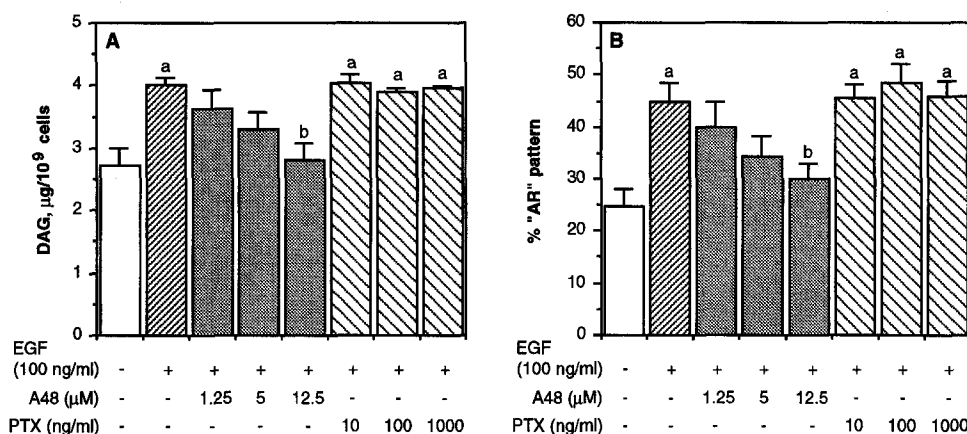 A
B
5
4
3
2
1
0
DAG, µg/10⁹ cells
a
b
a
a
a
60
50
40
30
20
10
0
% "AR" pattern
a
b
a
a
a
EGF
(100 ng/ml) - + + + + + + +
A48 (µM) - - 1.25 5 12.5 - - -
PTX (ng/ml) - - - - - 10 100 1000
EGF
(100 ng/ml) - + + + + + + +
A48 (µM) - - 1.25 5 12.5 - - -
PTX (ng/ml) - - - - - 10 100 1000